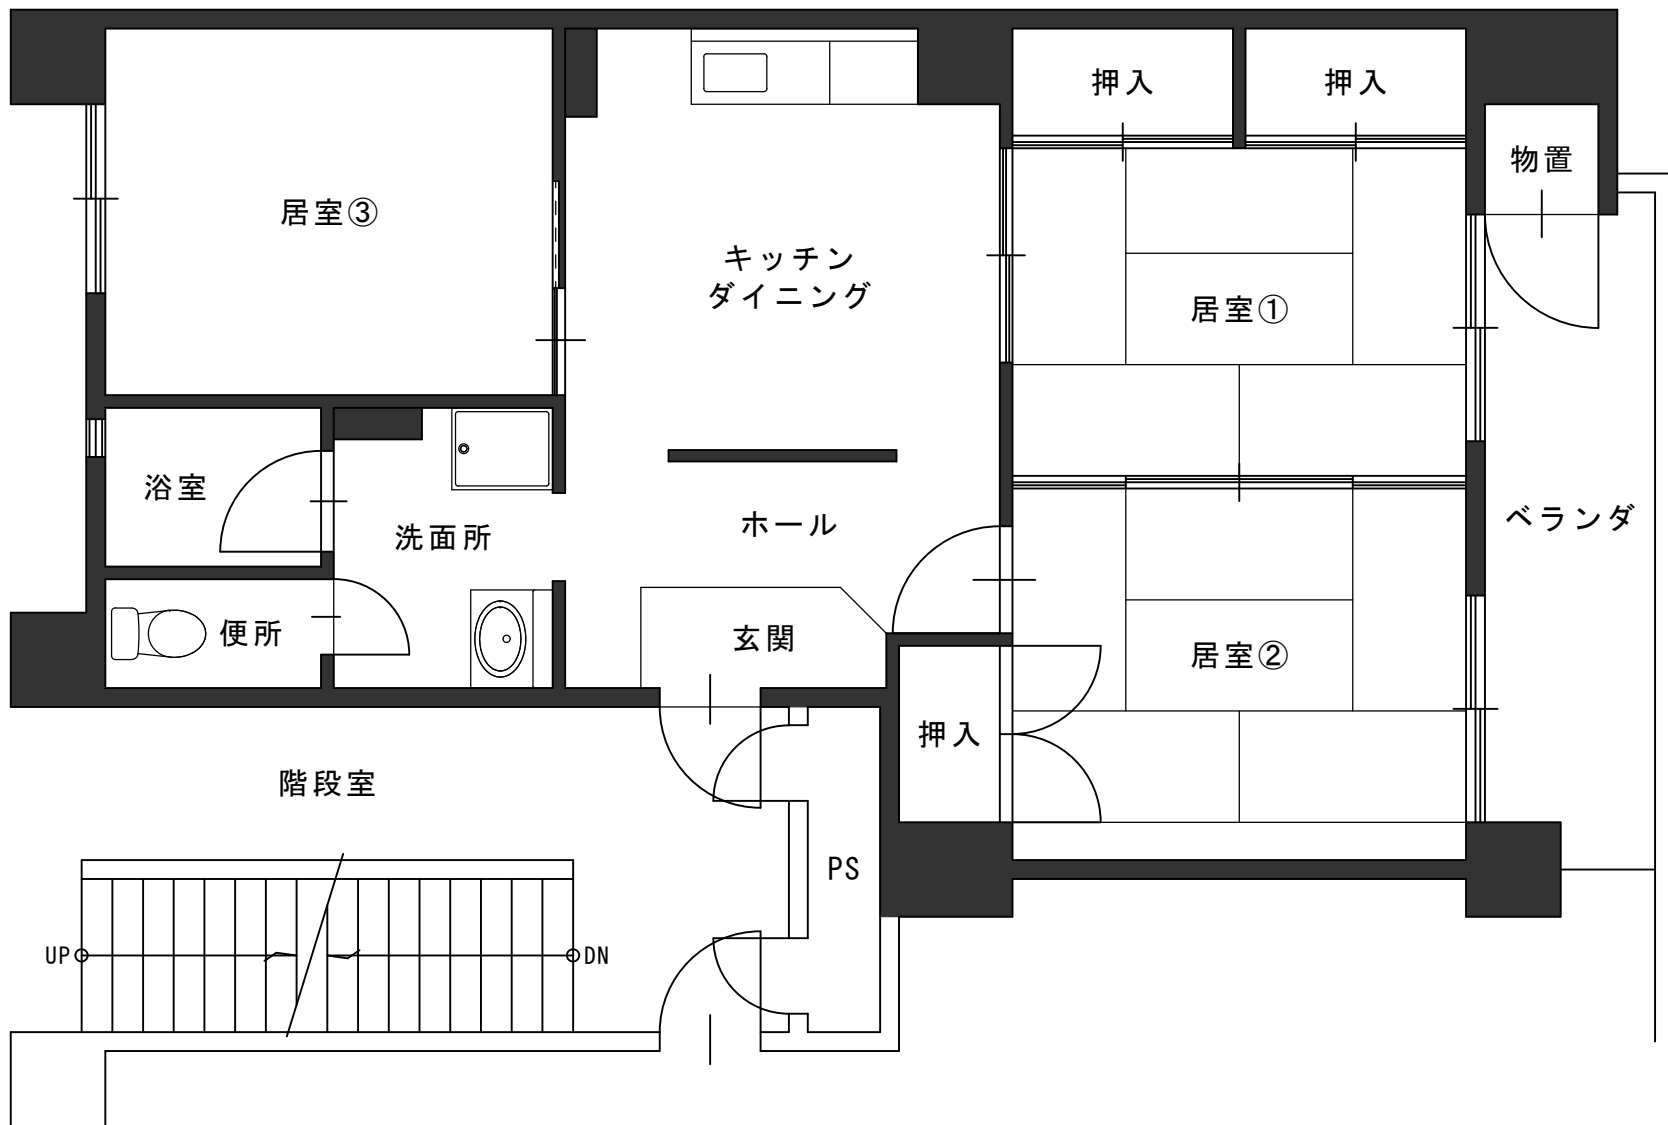 押入
押入
物置
居室③
キッチン
ダイニング
居室①
浴室
洗面所
ホール
ベランダ
便所
玄関
居室②
押入
階段室
PS
UP
DN